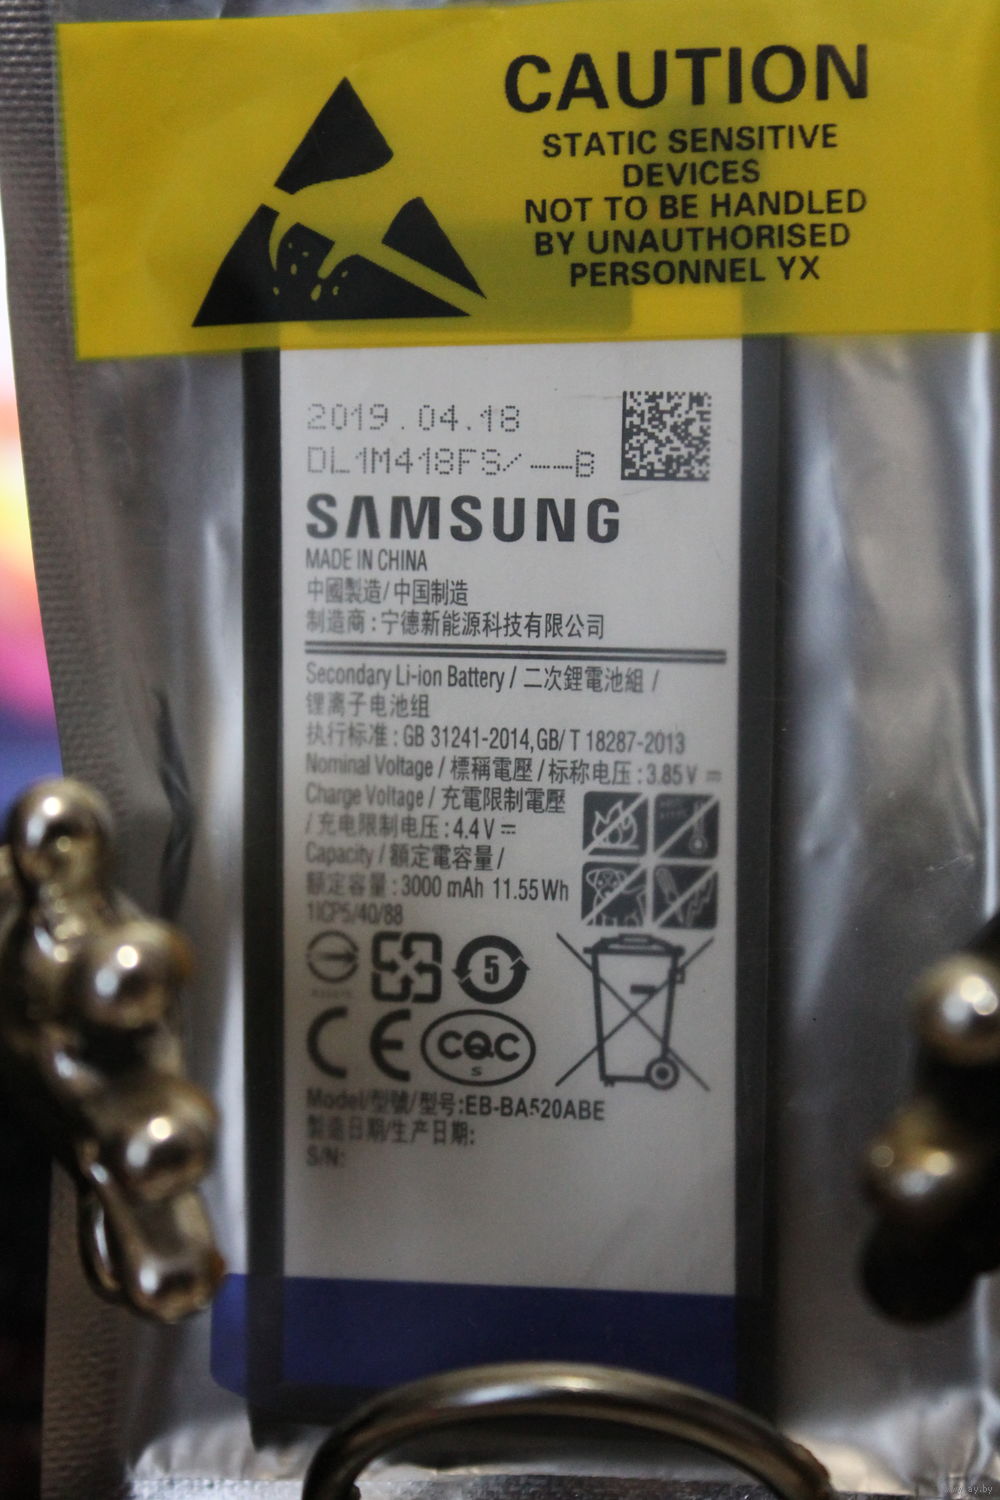 CAUTION
STATIC SENSITIVE
DEVICES
NOT TO BE HANDLED
BY UNAUTHORISED
PERSONNEL YX
2019.04.18
DL1M418FS/---B
SAMSUNG
MADE IN CHINA
中國製造/中国制造
制造商:宁德新能源科技有限公司
Secondary Li-ion Battery / 二次鋰電池組 /
锂离子电池组
执行标准: GB 31241-2014, GB/T 18287-2013
Nominal Voltage / 標稱電壓 / 标称电压: 3.85V ⎓
Charge Voltage / 充電限制電壓
/ 充电限制电压: 4.4V ⎓
Capacity / 額定電容量 /
额定容量: 3000 mAh 11.55 Wh
1ICP5/40/88
5
CE
CQC
S
Model/型號/型号:EB-BA520ABE
製造日期/生产日期:
S/N:
ay.by